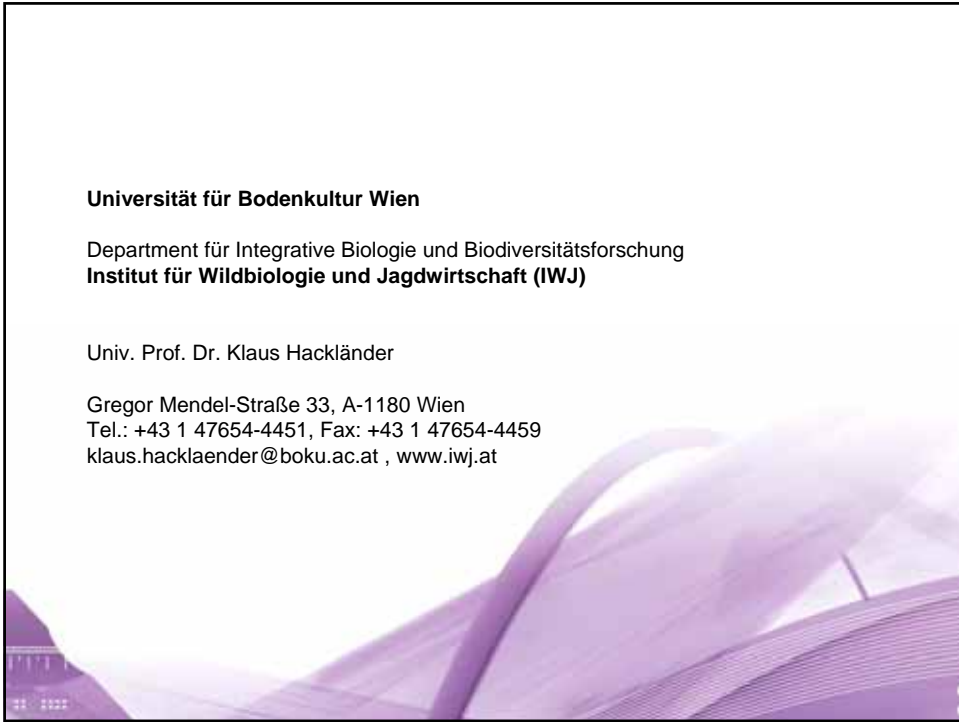 Universität für Bodenkultur Wien
Department für Integrative Biologie und Biodiversitätsforschung
Institut für Wildbiologie und Jagdwirtschaft (IWJ)
Univ. Prof. Dr. Klaus Hackländer
Gregor Mendel-Straße 33, A-1180 Wien
Tel.: +43 1 47654-4451, Fax: +43 1 47654-4459
klaus.hacklaender@boku.ac.at , www.iwj.at